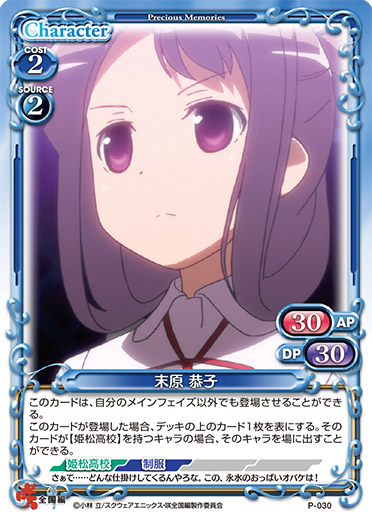 Precious Memories
Character
COST
2
SOURCE
2
30 AP
DP 30
末原 恭子
このカードは、自分のメインフェイズ以外でも登場させることができ
る。
このカードが登場した場合、デッキの上のカード1枚を表にする。その
カードが【姫松高校】を持つキャラの場合、そのキャラを場に出すこと
ができる。
姫松高校 制服
さぁて……どんな仕掛けしてくるんやろな。この、永水のおっぱいオバケは!
咲 全国編
©小林 立/スクウェアエニックス・咲全国編製作委員会
P-030